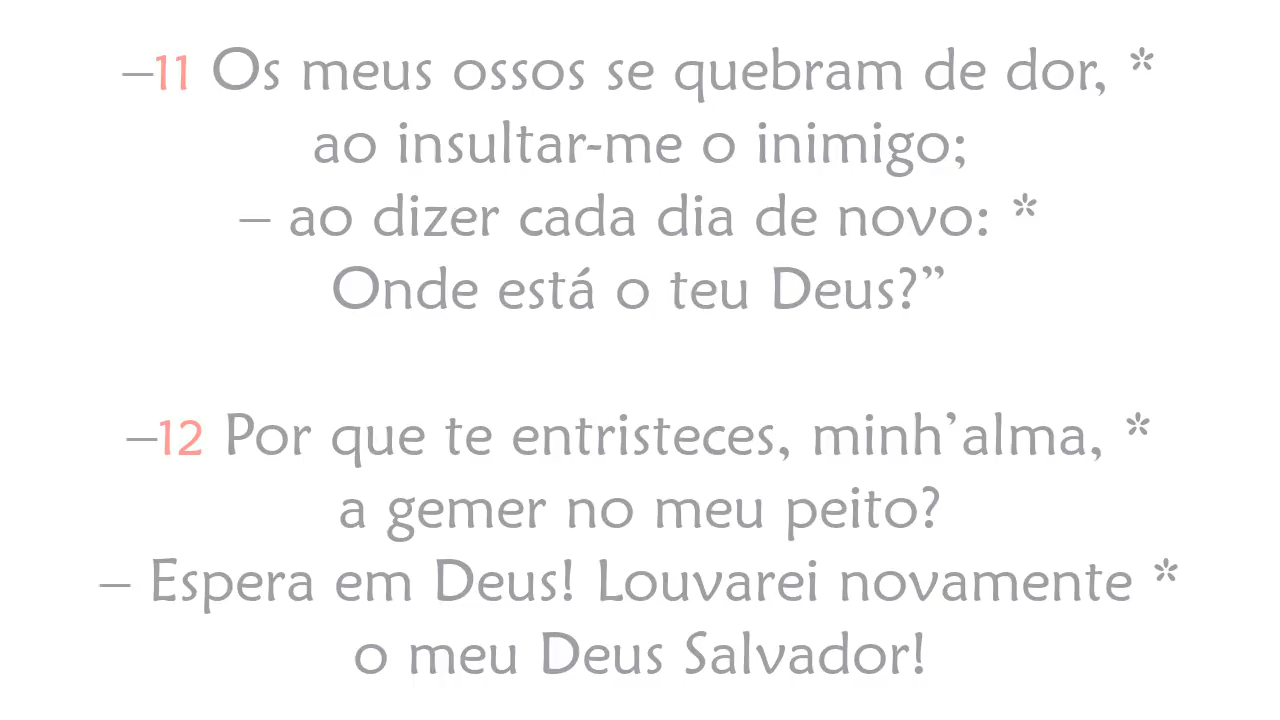 –11 Os meus ossos se quebram de dor, *
ao insultar-me o inimigo;
– ao dizer cada dia de novo: *
Onde está o teu Deus?”
–12 Por que te entristeces, minh’alma, *
a gemer no meu peito?
– Espera em Deus! Louvarei novamente *
o meu Deus Salvador!